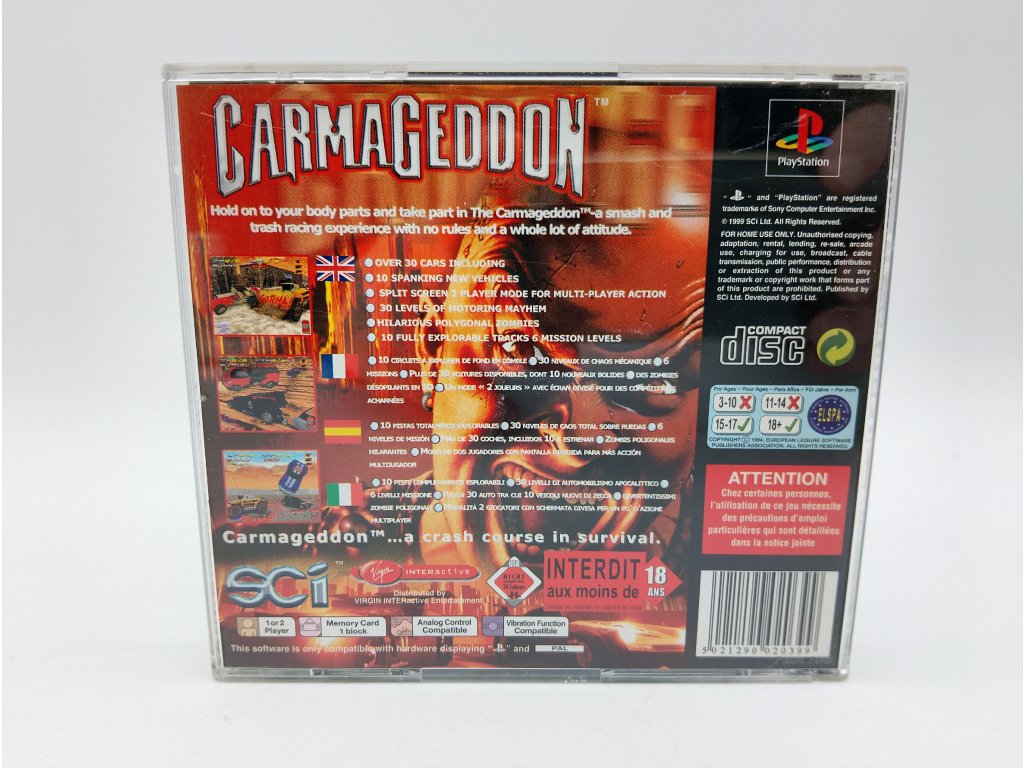 CARMAGEDDON™
Hold on to your body parts and take part in The Carmageddon™-a smash and
trash racing experience with no rules and a whole lot of attitude.
OVER 30 CARS INCLUDING
10 SPANKING NEW VEHICLES
SPLIT SCREEN 2 PLAYER MODE FOR MULTI-PLAYER ACTION
30 LEVELS OF MOTORING MAYHEM
HILARIOUS POLYGONAL ZOMBIES
10 FULLY EXPLORABLE TRACKS 6 MISSION LEVELS
10 CIRCUITS À EXPLORER DE FOND EN COMBLE 30 NIVEAUX DE CHAOS MÉCANIQUE 6
MISSIONS PLUS DE 30 VOITURES DISPONIBLES, DONT 10 NOUVEAUX BOLIDES DES ZOMBIES
DÉSOPILANTS EN 3D UN MODE « 2 JOUEURS » AVEC ÉCRAN DIVISÉ POUR DES COMPÉTITIONS
ACHARNÉES
10 PISTAS TOTALMENTE EXPLORABLES 30 NIVELES DE CAOS TOTAL SOBRE RUEDAS 6
NIVELES DE MISIÓN MÁS DE 30 COCHES, INCLUIDOS 10 A ESTRENAR ZOMBIS POLIGONALES
HILARANTES MODO DE DOS JUGADORES CON PANTALLA DIVIDIDA PARA MÁS ACCIÓN
MULTIJUGADOR
10 PISTE COMPLETAMENTE ESPLORABILI 30 LIVELLI DI AUTOMOBILISMO APOCALITTICO
6 LIVELLI MISSIONE PIÙ DI 30 AUTO TRA CUI 10 VEICOLI NUOVI DI ZECCA DIVERTENTISSIMI
ZOMBIE POLIGONALI MODALITÀ 2 GIOCATORI CON SCHERMATA DIVISA PER UN PO' D'AZIONE
MULTIPLAYER
Carmageddon™...a crash course in survival.
SCi™
Virgin INTERactive
Distributed by
VIRGIN INTERactive Entertainment.
USK
NICHT
18 Jahren
INTERDIT
aux moins de
18
ANS
1 or 2
Player
Memory Card
1 block
Analog Control
Compatible
Vibration Function
Compatible
This software is only compatible with hardware displaying " " and PAL
PlayStation
" " and "PlayStation" are registered
trademarks of Sony Computer Entertainment Inc.
© 1999 SCi Ltd. All Rights Reserved.
FOR HOME USE ONLY. Unauthorised copying,
adaptation, rental, lending, re-sale, arcade
use, charging for use, broadcast, cable
transmission, public performance, distribution
or extraction of this product or any
trademark or copyright work that forms part
of this product are prohibited. Published by
SCi Ltd. Developed by SCi Ltd.
COMPACT
disc
For Ages – Pour Ages – Para Años – Für Jahre – Per Anni
3-10
11-14
15-17
18+
ELSPA
COPYRIGHT © 1994, EUROPEAN LEISURE SOFTWARE
PUBLISHERS ASSOCIATION. ALL RIGHTS RESERVED
ATTENTION
Chez certaines personnes,
l'utilisation de ce jeu nécessite
des précautions d'emploi
particulières qui sont détaillées
dans la notice jointe
5 021290 020399